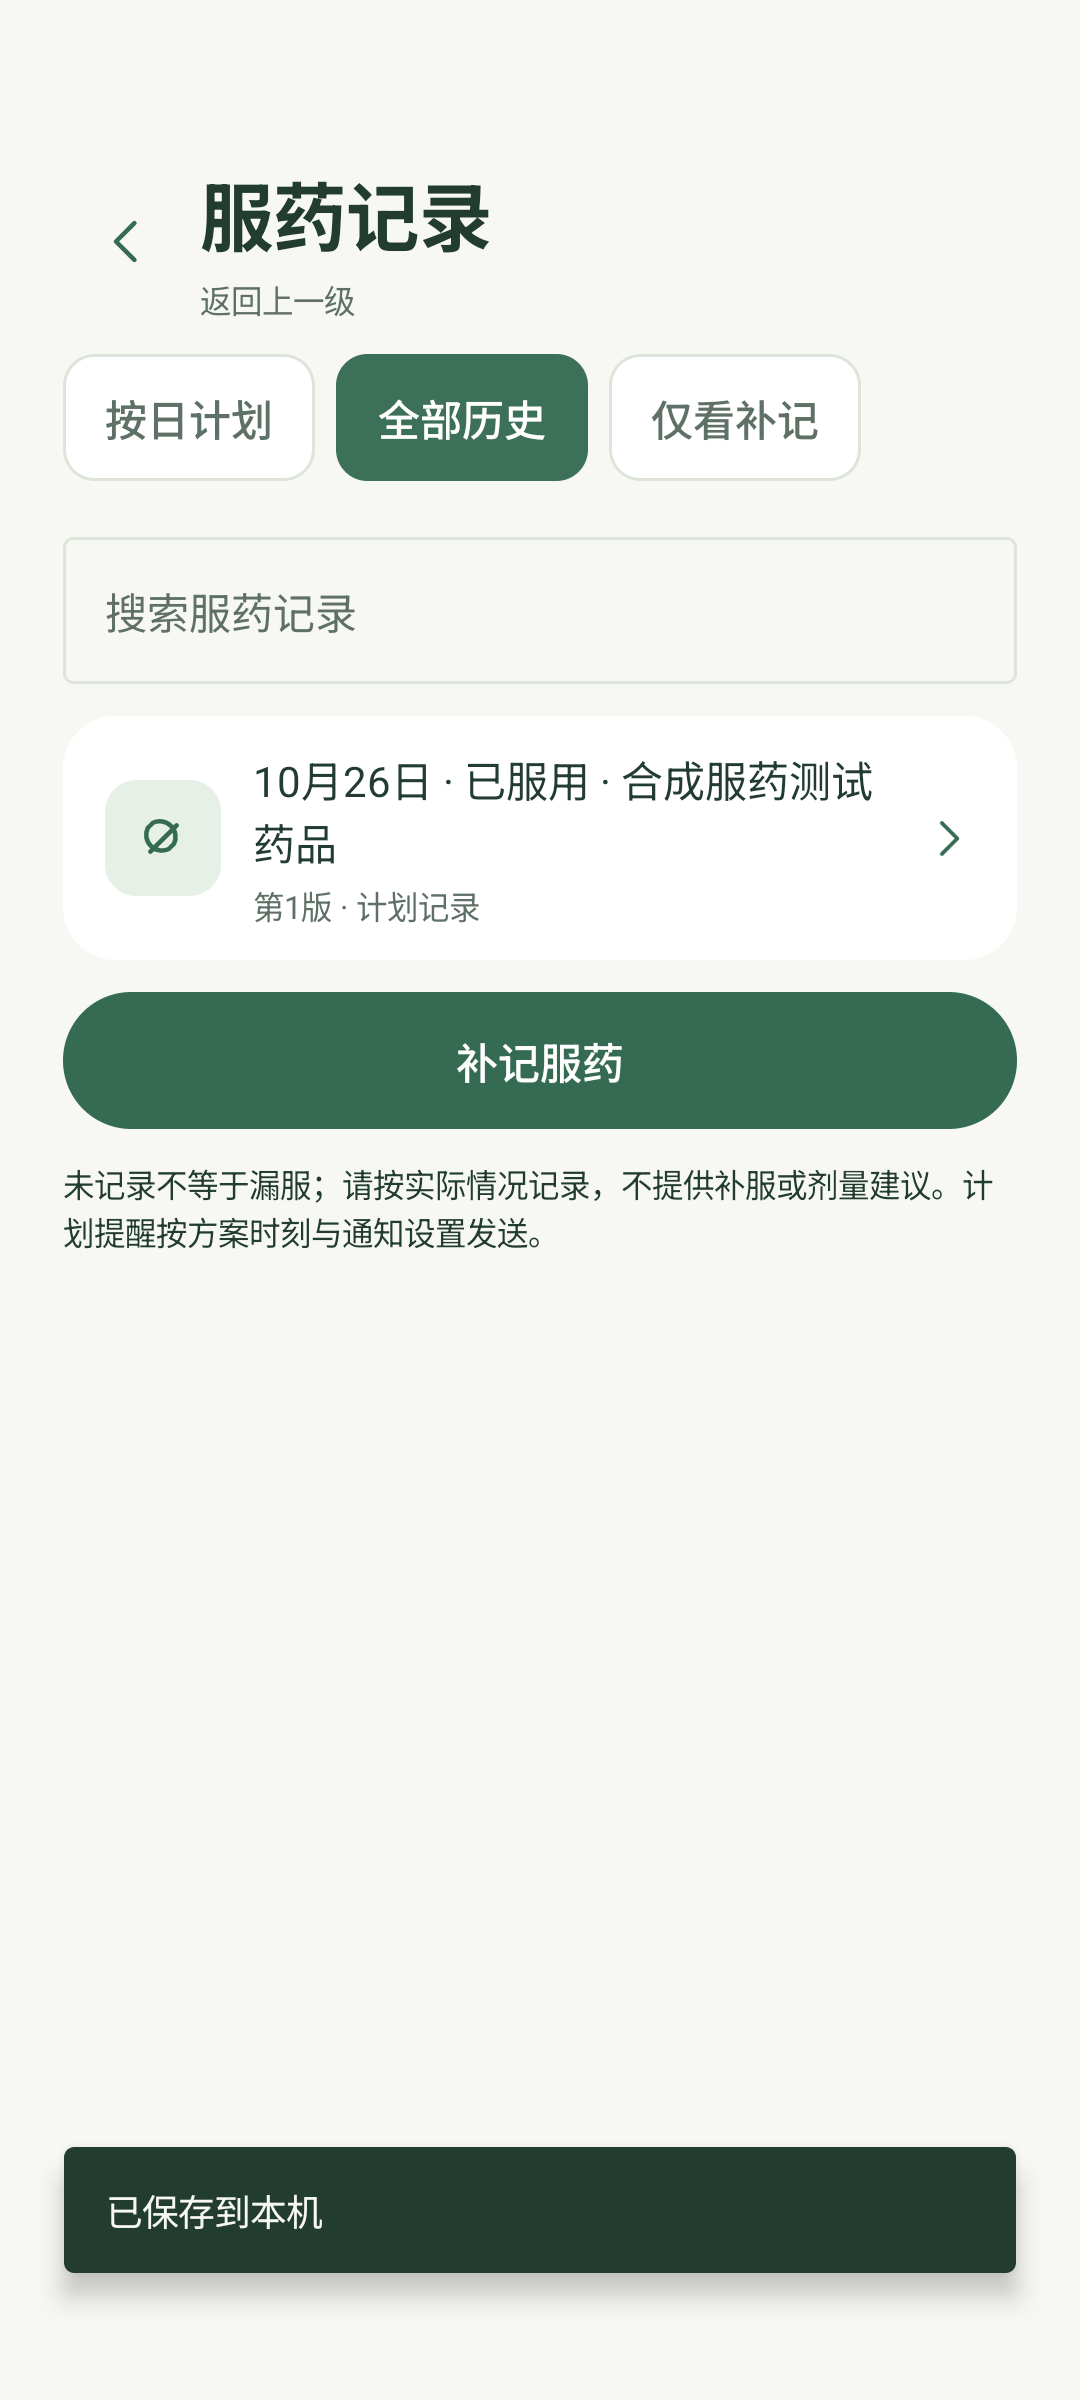 服药记录
返回上一级
按日计划
全部历史
仅看补记
搜索服药记录
10月26日 · 已服用 · 合成服药测试
药品
第1版 · 计划记录
补记服药
未记录不等于漏服；请按实际情况记录，不提供补服或剂量建议。计
划提醒按方案时刻与通知设置发送。
已保存到本机